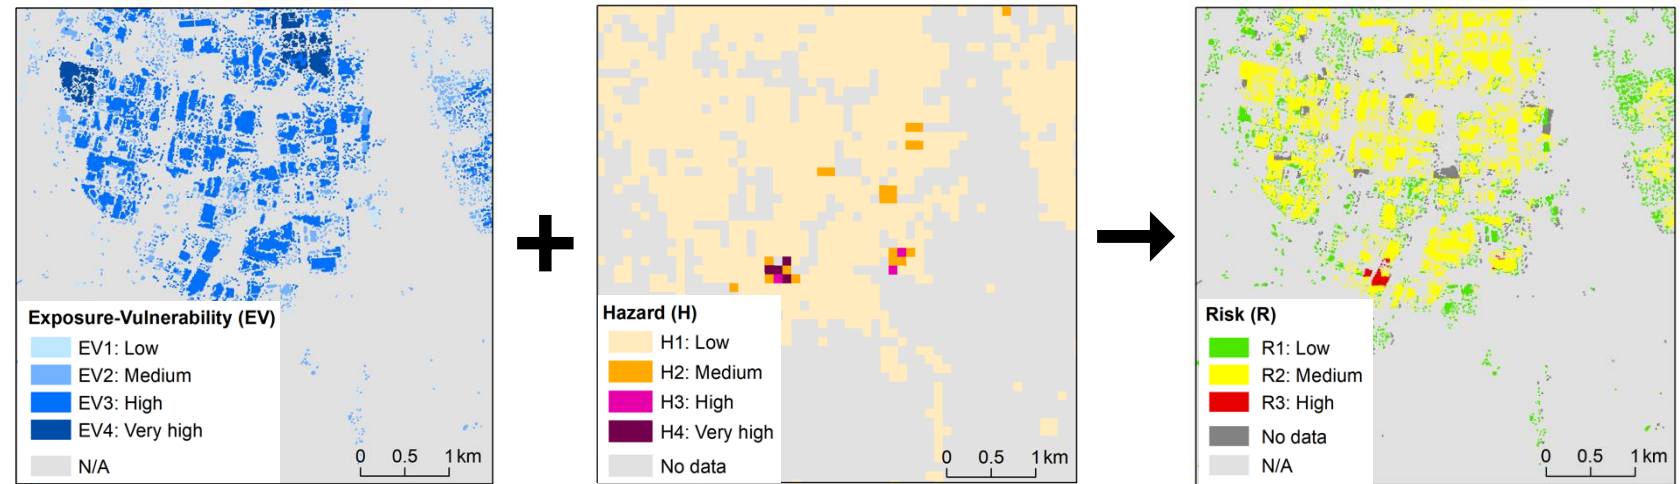 Exposure-Vulnerability (EV)
EV1: Low
EV2: Medium
EV3: High
EV4: Very high
N/A
0 0.5 1 km
Hazard (H)
H1: Low
H2: Medium
H3: High
H4: Very high
No data
0 0.5 1 km
Risk (R)
R1: Low
R2: Medium
R3: High
No data
N/A
0 0.5 1 km